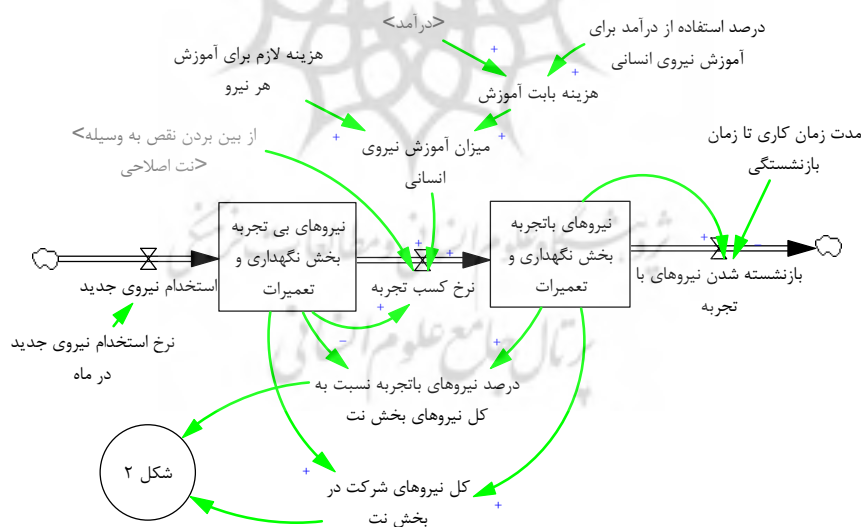 <درآمد>
درصد استفاده از درآمد برای
آموزش نیروی انسانی
هزینه لازم برای آموزش
هر نیرو
هزینه بابت آموزش
<از بین بردن نقص به وسیله
نت اصلاحی>
میزان آموزش نیروی
انسانی
مدت زمان کاری تا زمان
بازنشستگی
نیروهای باتجربه
بخش نگهداری و
تعمیرات
نیروهای بی تجربه
بخش نگهداری و
تعمیرات
بازنشسته شدن نیروهای با
تجربه
نرخ کسب تجربه
استخدام نیروی جدید
نرخ استخدام نیروی جدید
در ماه
درصد نیروهای باتجربه نسبت به
کل نیروهای بخش نت
شکل ۲
کل نیروهای شرکت در
بخش نت
پرتال جامع علوم انسانی